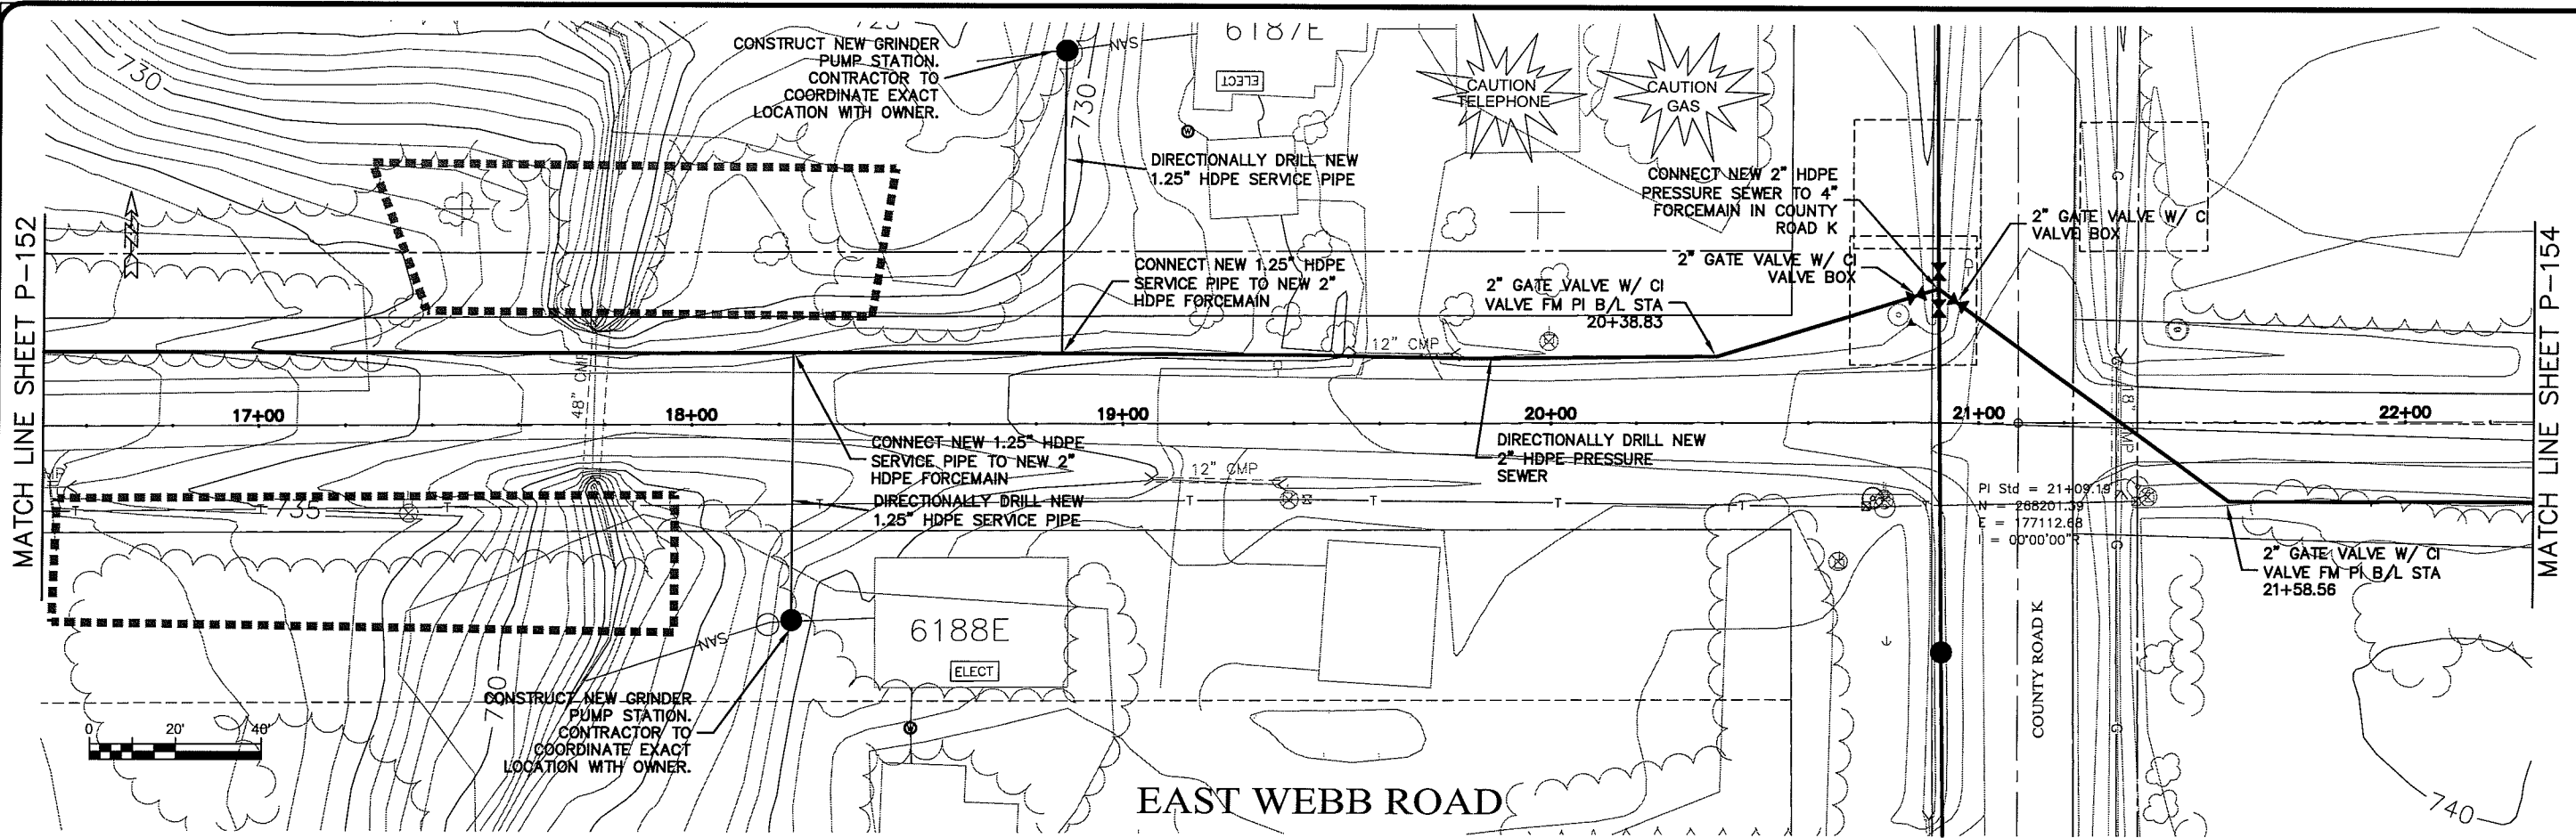 725
730
CONSTRUCT NEW GRINDER
PUMP STATION.
CONTRACTOR TO
COORDINATE EXACT
LOCATION WITH OWNER.
SAN
6187E
ELECT
W
730
CAUTION
TELEPHONE
CAUTION
GAS
DIRECTIONALLY DRILL NEW
1.25" HDPE SERVICE PIPE
CONNECT NEW 2" HDPE
PRESSURE SEWER TO 4"
FORCEMAIN IN COUNTY
ROAD K
2" GATE VALVE W/ CI
VALVE BOX
2" GATE VALVE W/ CI
VALVE BOX
G
CONNECT NEW 1.25" HDPE
SERVICE PIPE TO NEW 2"
HDPE FORCEMAIN
2" GATE VALVE W/ CI
VALVE FM PI B/L STA
20+38.83
MATCH LINE SHEET P-152
MATCH LINE SHEET P-154
12" CMP
48" CMP
18" CMP
17+00
18+00
19+00
20+00
21+00
22+00
CONNECT NEW 1.25" HDPE
SERVICE PIPE TO NEW 2"
HDPE FORCEMAIN
DIRECTIONALLY DRILL NEW
1.25" HDPE SERVICE PIPE
12" CMP
DIRECTIONALLY DRILL NEW
2" HDPE PRESSURE
SEWER
MP
T
735
T
T
T
T
T
T
T
PI Std = 21+09.19
N = 268201.39
E = 177112.68
I = 00°00'00"R
G
2" GATE VALVE W/ CI
VALVE FM PI B/L STA
21+58.56
SAN
6188E
ELECT
W
CONSTRUCT NEW GRINDER
PUMP STATION.
CONTRACTOR TO
COORDINATE EXACT
LOCATION WITH OWNER.
COUNTY ROAD K
G
0 20' 40'
EAST WEBB ROAD
740